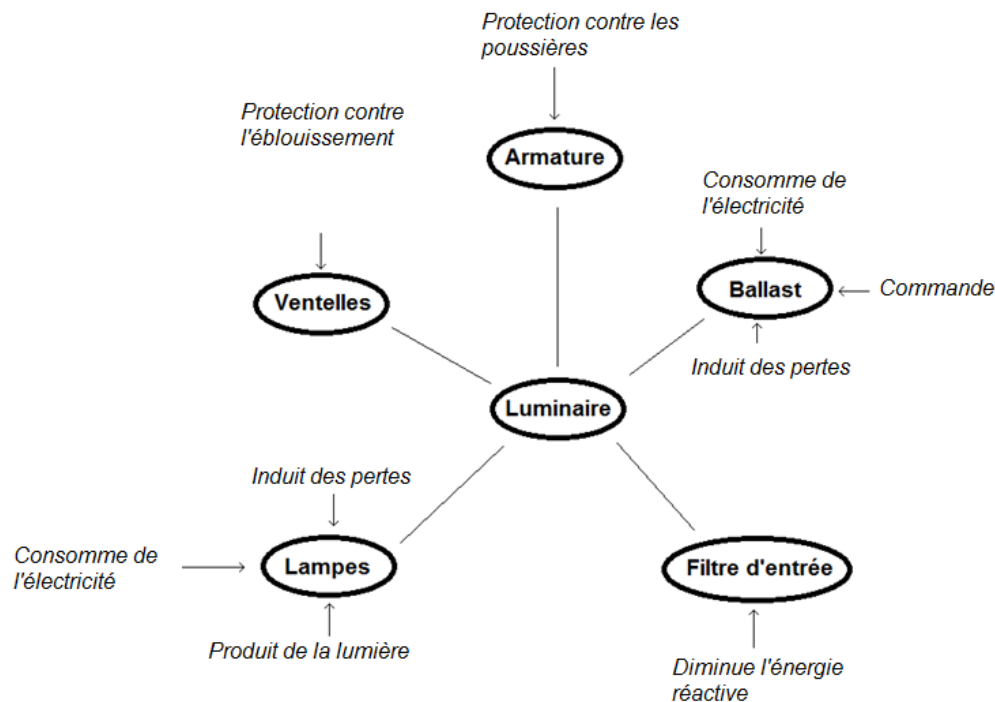 Protection contre les
poussières
Protection contre
l'éblouissement
Armature
Consomme de
l'électricité
Ventelles
Ballast
Commande
Induit des pertes
Luminaire
Induit des pertes
Consomme de
l'électricité
Lampes
Filtre d'entrée
Produit de la lumière
Diminue l'énergie
réactive